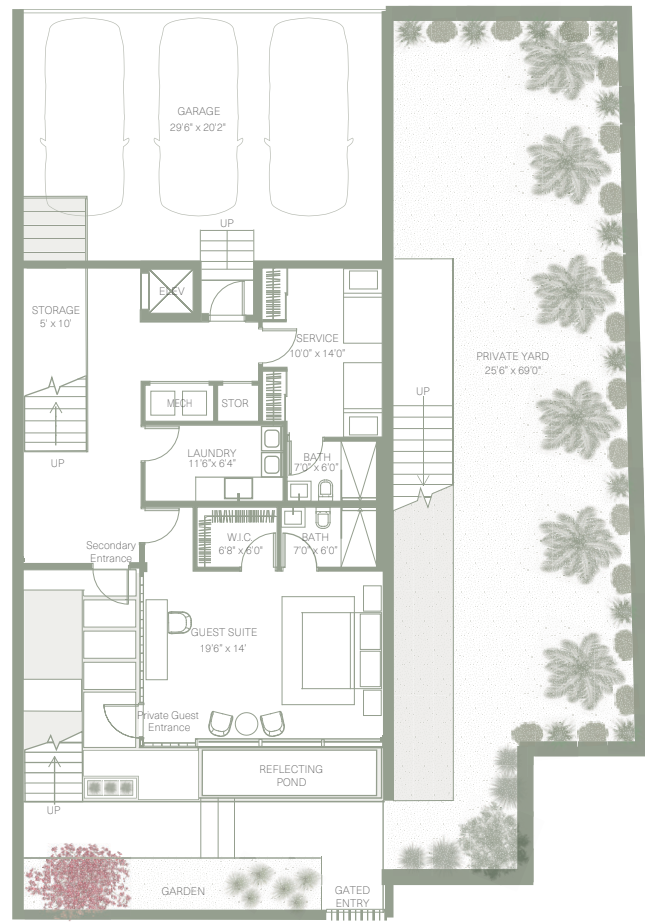 GARAGE
29'6" x 20'2"
UP
ELEV
STORAGE
5' x 10'
SERVICE
10'0" x 14'0"
PRIVATE YARD
25'6" x 69'0"
UP
MECH
STOR
UP
LAUNDRY
11'6"x 6'4"
BATH
7'0"x 6'0"
W.I.C.
6'8" x 6'0"
BATH
7'0"x 6'0"
Secondary
Entrance
GUEST SUITE
19'6" x 14'
Private Guest
Entrance
REFLECTING
POND
UP
GARDEN
GATED
ENTRY